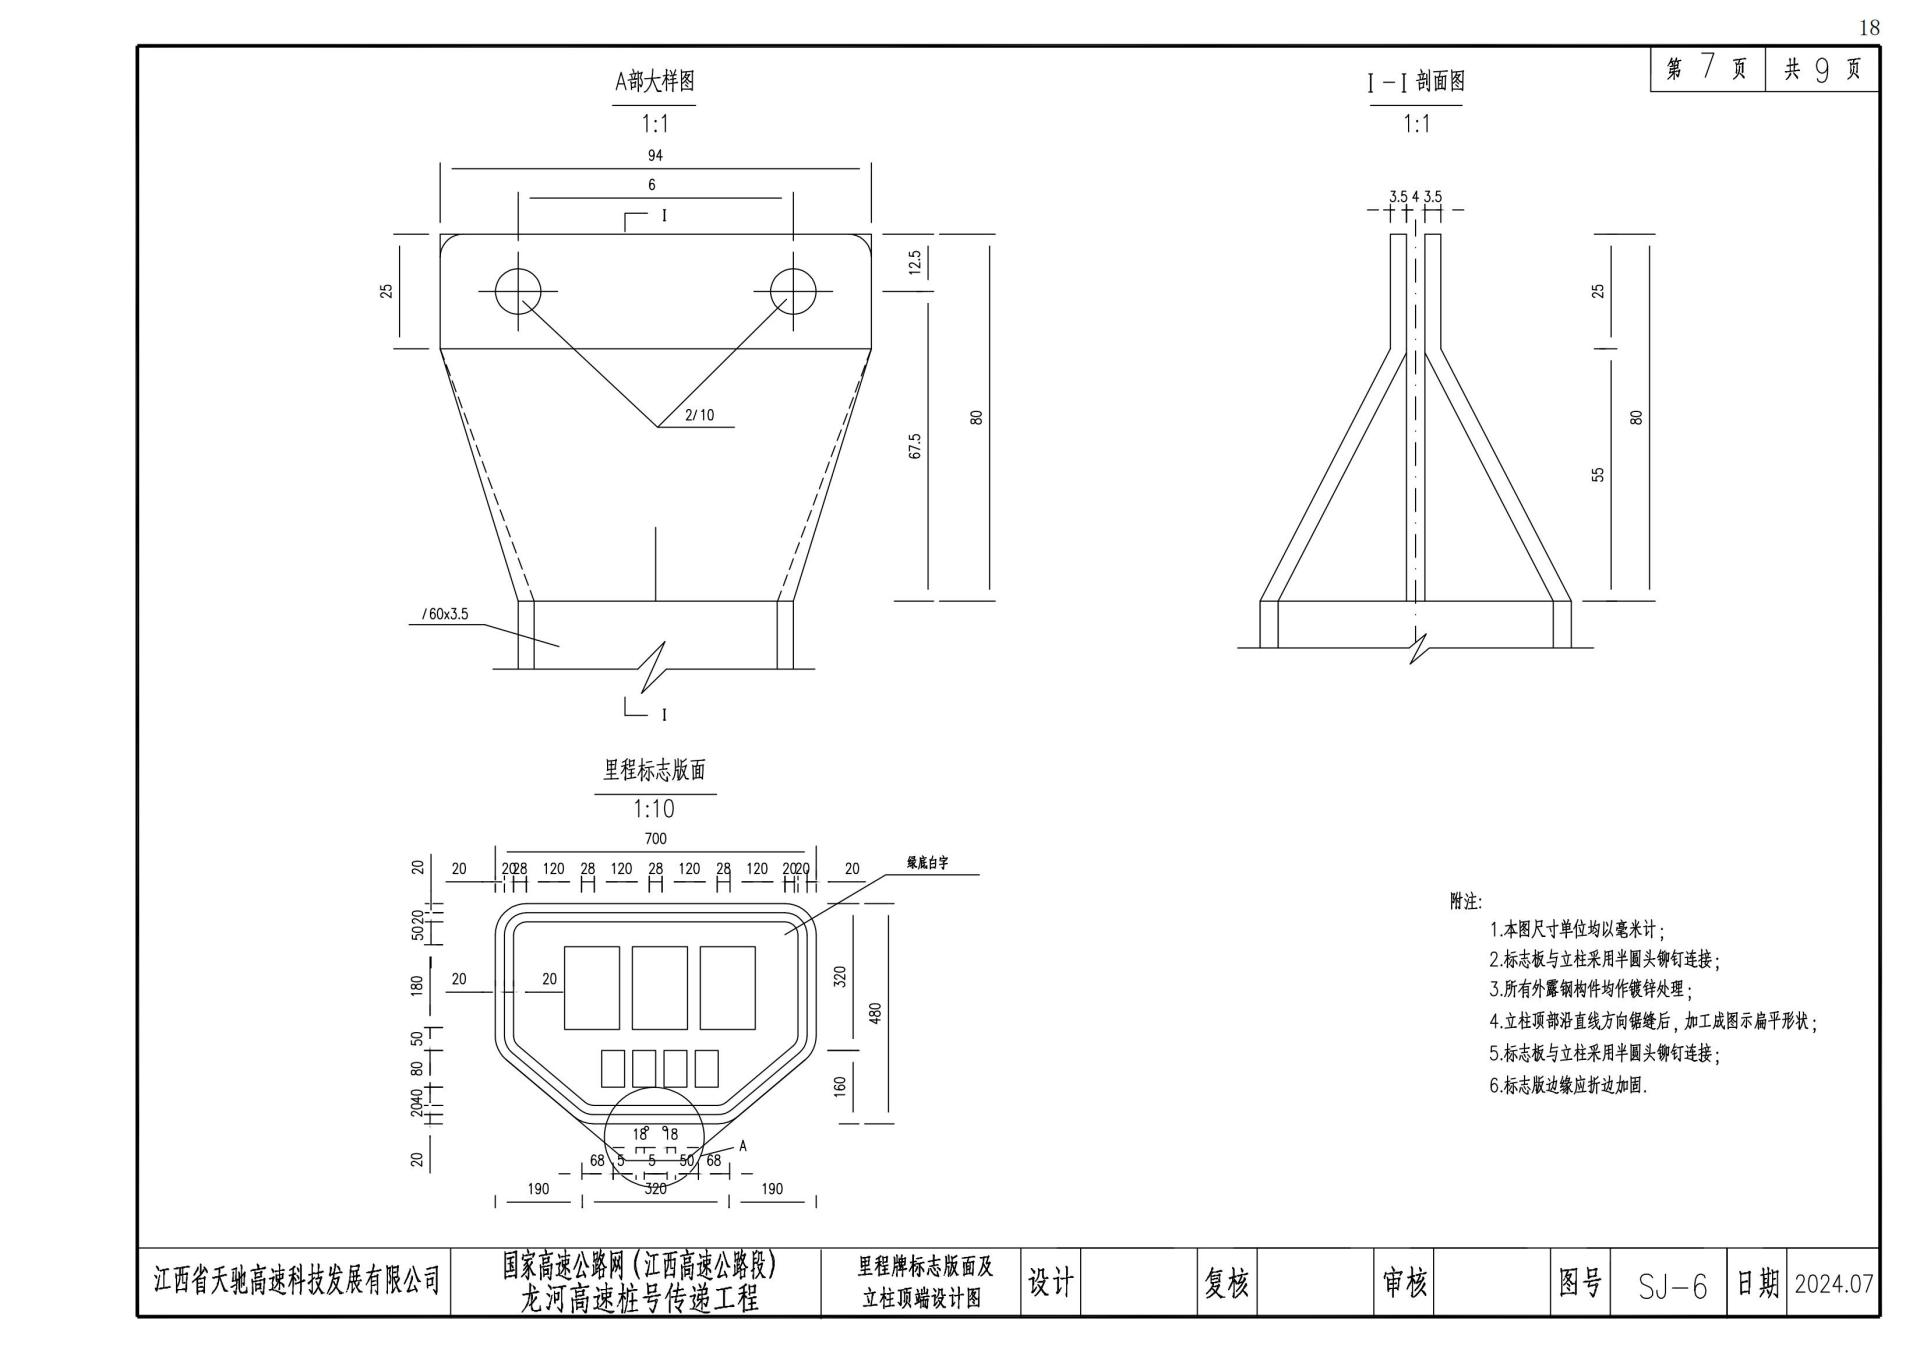 18
第 7 页 共 9 页
A部大样图
1:1
94
6
I
25
12.5
67.5
80
2/10
/60x3.5
I
I-I 剖面图
1:1
3.5 4 3.5
25
55
80
里程标志版面
1:10
700
20 20 28 120 28 120 28 120 28 120 20 20 20
绿底白字
20
20
50
180
50
80
40
20
20
20 20
320
160
480
18 18
A
68 5 5 50 68
190 320 190
附注:
1.本图尺寸单位均以毫米计;
2.标志板与立柱采用半圆头铆钉连接;
3.所有外露钢构件均作镀锌处理;
4.立柱顶部沿直线方向锯缝后,加工成图示扁平形状;
5.标志板与立柱采用半圆头铆钉连接;
6.标志版边缘应折边加固.
江西省天驰高速科技发展有限公司
国家高速公路网(江西高速公路段)
龙河高速桩号传递工程
里程牌标志版面及
立柱顶端设计图
设计
复核
审核
图号 SJ-6
日期 2024.07